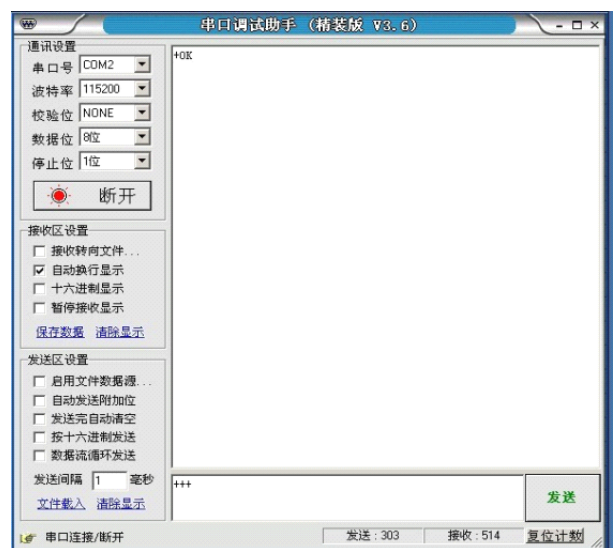 串口调试助手 (精装版 V3.6)
通讯设置
串口号 COM2
波特率 115200
校验位 NONE
数据位 8位
停止位 1位
断开
接收区设置
接收转向文件...
自动换行显示
十六进制显示
暂停接收显示
保存数据 清除显示
发送区设置
启用文件数据源...
自动发送附加位
发送完自动清空
按十六进制发送
数据流循环发送
发送间隔 1 毫秒
文件载入 清除显示
+OK
+++
发送
串口连接/断开
发送:303
接收:514
复位计数